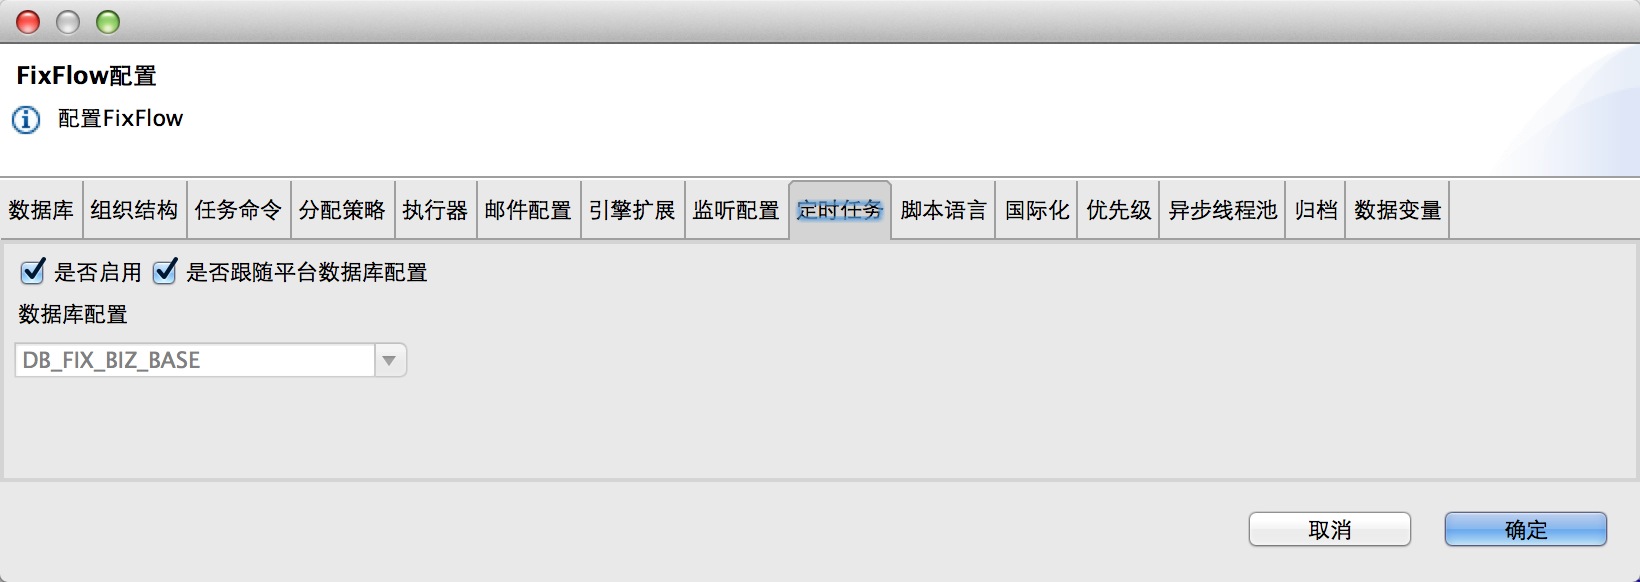 FixFlow配置
配置FixFlow
数据库 组织结构 任务命令 分配策略 执行器 邮件配置 引擎扩展 监听配置 定时任务 脚本语言 国际化 优先级 异步线程池 归档 数据变量
是否启用 是否跟随平台数据库配置
数据库配置
DB_FIX_BIZ_BASE
取消 确定